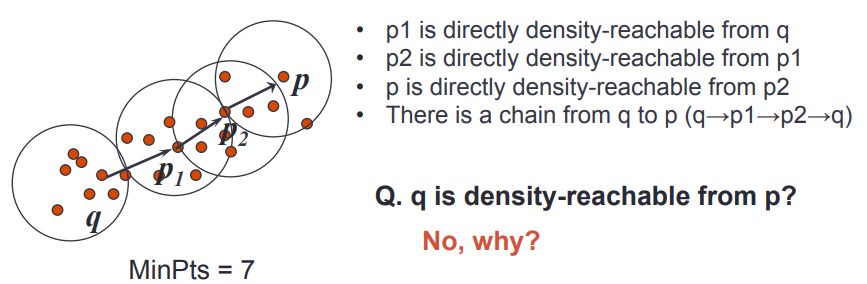 • p1 is directly density-reachable from q
• p2 is directly density-reachable from p1
• p is directly density-reachable from p2
• There is a chain from q to p (q→p1→p2→q)
p
p2
p1
q
Q. q is density-reachable from p?
No, why?
MinPts = 7